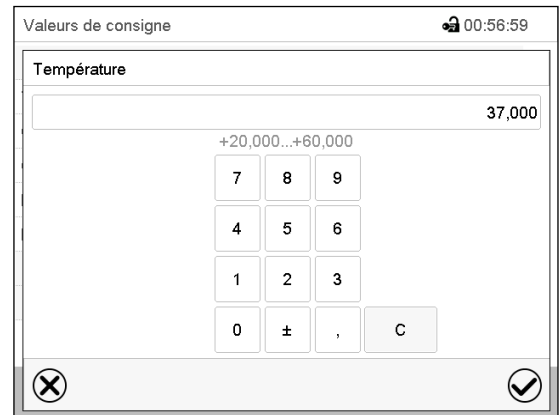 Valeurs de consigne 00:56:59
Température
37,000
+20,000...+60,000
7 8 9
4 5 6
1 2 3
0 ± , C